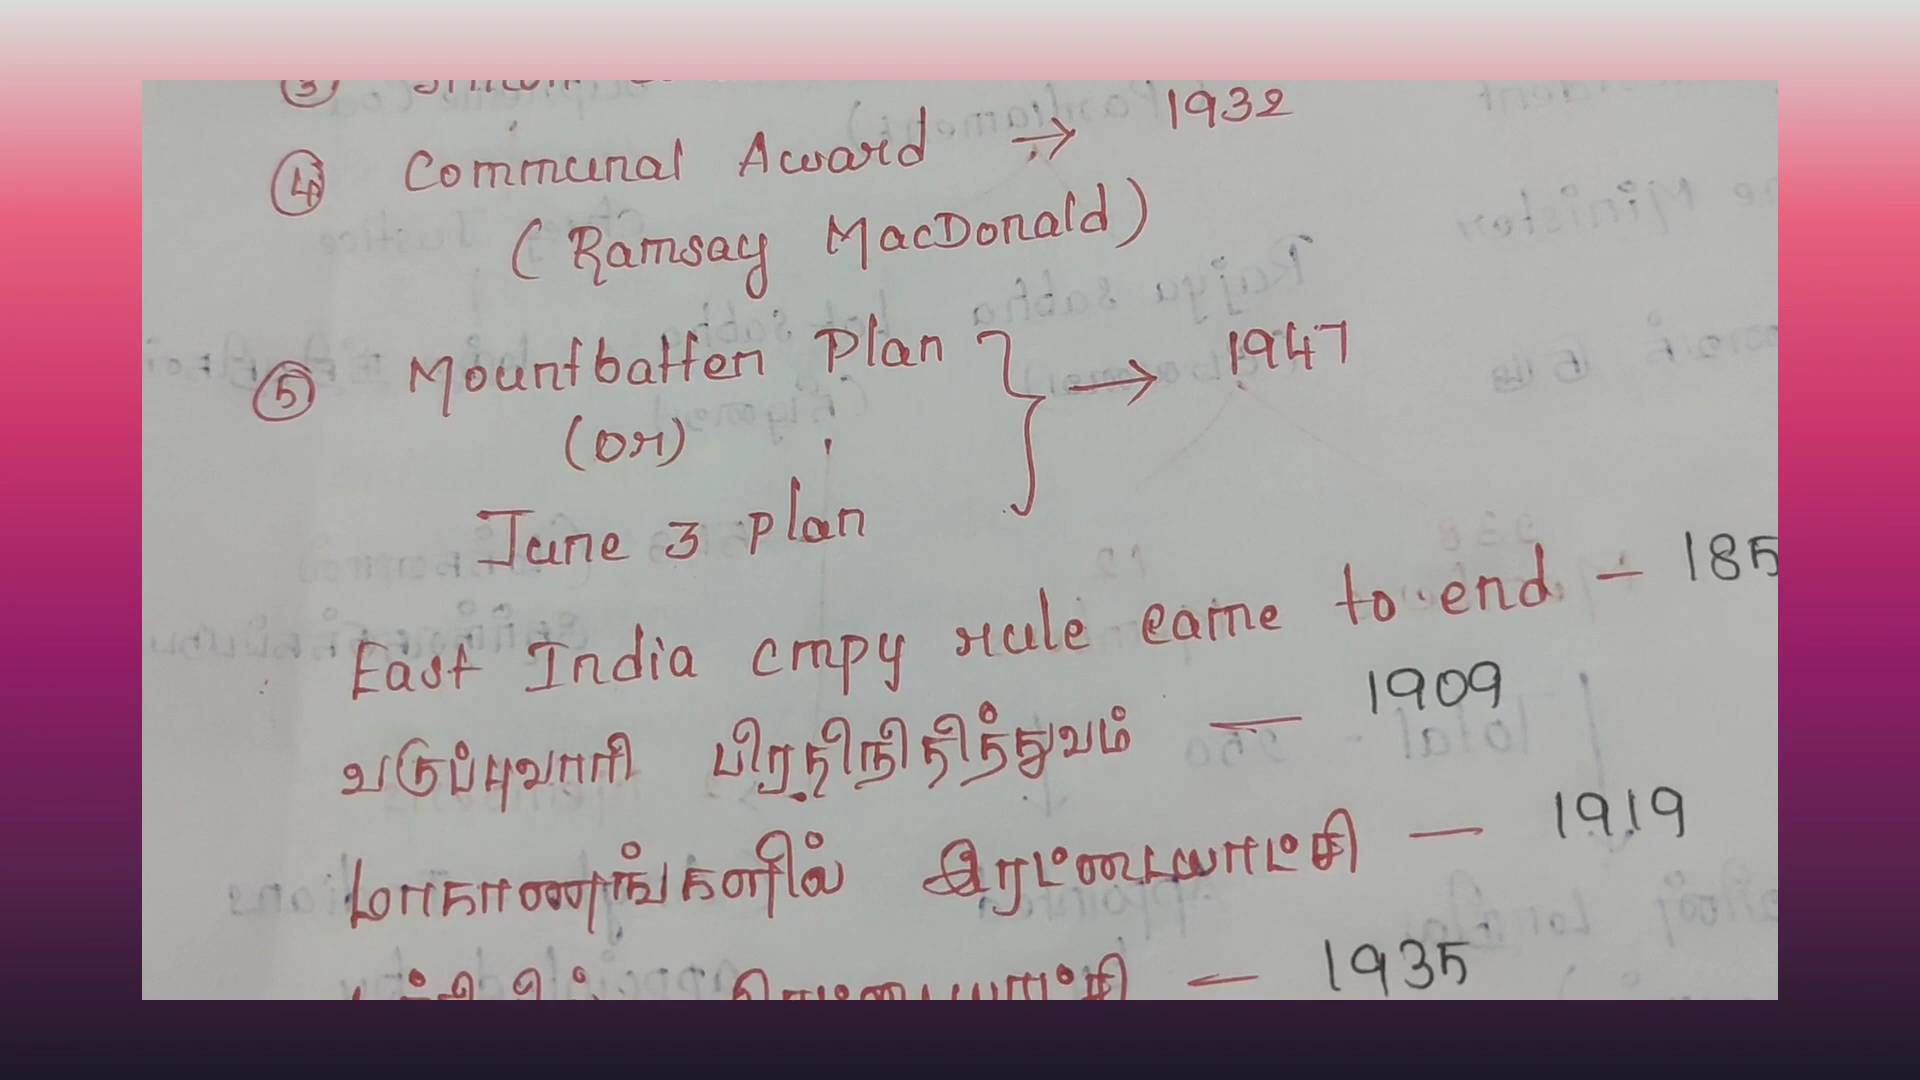 ④ Communal Award → 1932
(Ramsay MacDonald)
⑤ Mountbatten Plan } → 1947
(or)
June 3 plan
East India cmpy rule came to end - 185
வகுப்புவாரி பிரதிநிதித்துவம் — 1909
மாகாணங்களில் இரட்டையாட்சி — 1919
இரட்டையாட்சி — 1935